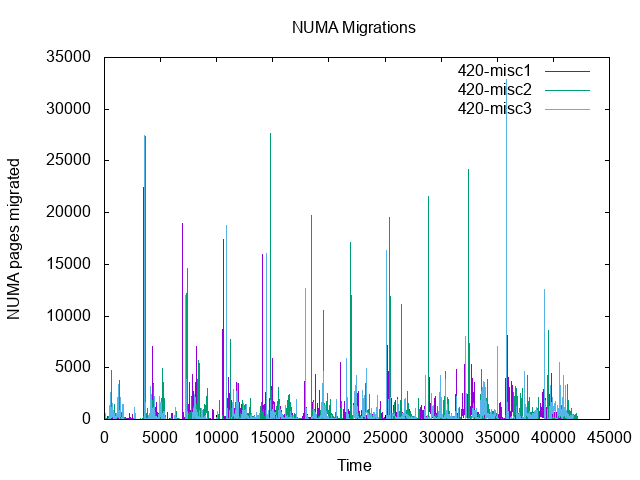 NUMA Migrations
35000
30000
25000
20000
15000
10000
5000
0
NUMA pages migrated
420-misc1
420-misc2
420-misc3
0 5000 10000 15000 20000 25000 30000 35000 40000 45000
Time